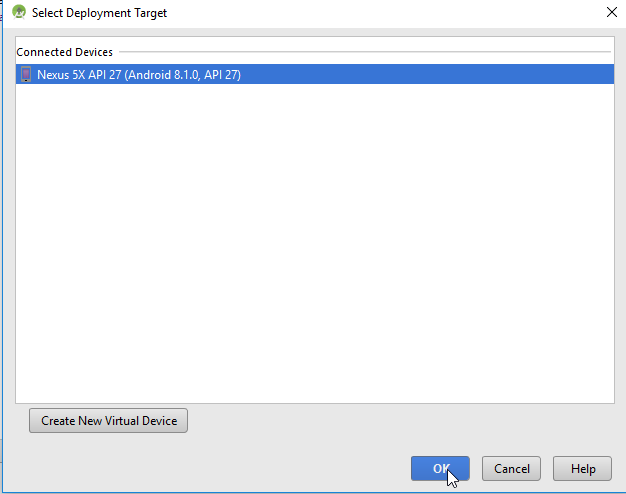 Select Deployment Target
Connected Devices
Nexus 5X API 27 (Android 8.1.0, API 27)
Create New Virtual Device
OK Cancel Help